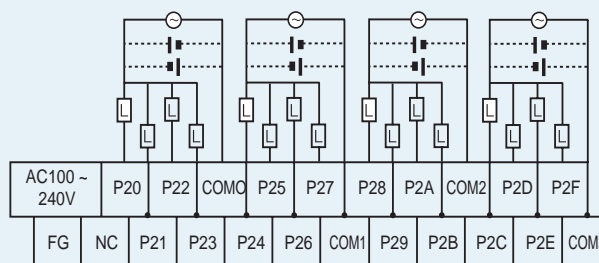 L L L L
L L L L
L L L L
L L L L
AC100 ~
240V
P20 P22 COM0 P25 P27 P28 P2A COM2 P2D P2F
FG NC P21 P23 P24 P26 COM1 P29 P2B P2C P2E COM